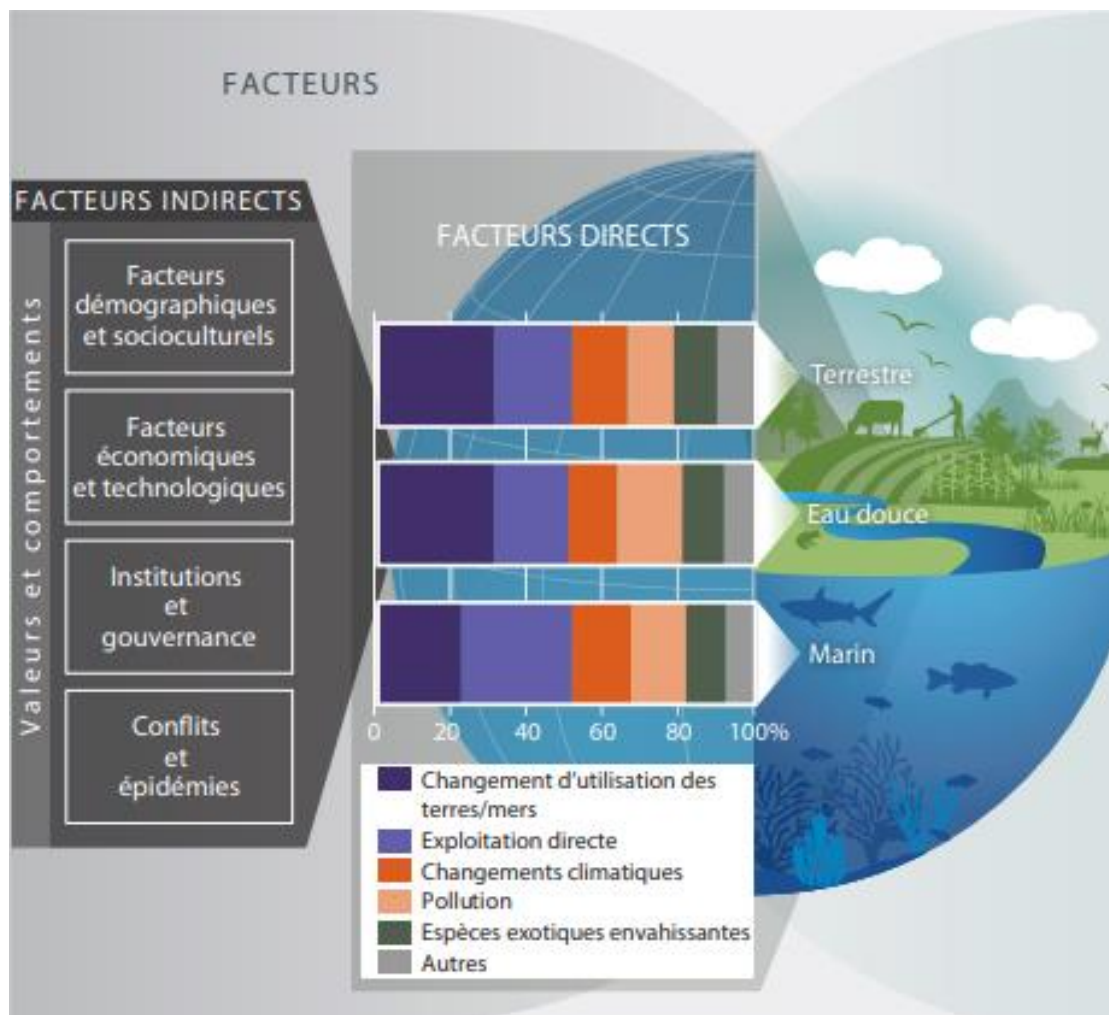 FACTEURS
FACTEURS INDIRECTS
Valeurs et comportements
Facteurs
démographiques
et socioculturels
Facteurs
économiques
et technologiques
Institutions
et
gouvernance
Conflits
et
épidémies
FACTEURS DIRECTS
Terrestre
Eau douce
Marin
0 20 40 60 80 100%
Changement d'utilisation des
terres/mers
Exploitation directe
Changements climatiques
Pollution
Espèces exotiques envahissantes
Autres